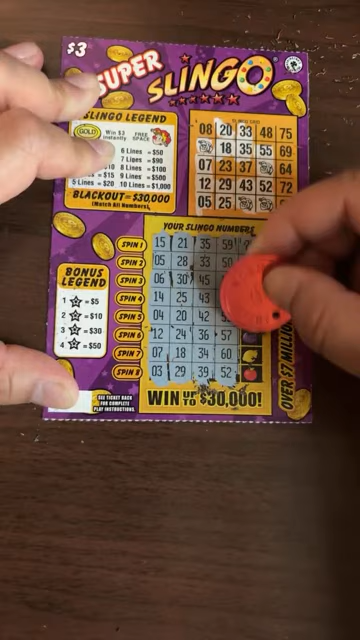 $3
SUPER SLINGO
SLINGO LEGEND
GOLD Win $3 Instantly FREE SPACE
6 Lines = $50
7 Lines = $90
8 Lines = $100
= $15 9 Lines = $500
5 Lines = $20 10 Lines = $1,000
BLACKOUT = $30,000
(Match All Numbers)
SLINGO GRID
08 20 33 48 75
18 35 55 69
07 23 37 64
12 29 43 52 72
05 25
YOUR SLINGO NUMBERS
SPIN 1 15 21 35 59
SPIN 2 05 28 33 50
SPIN 3 06 30 45
SPIN 4 14 25 43
SPIN 5 04 20 42
SPIN 6 12 24 36 57
SPIN 7 07 18 34 60
SPIN 8 03 29 39 52
BONUS LEGEND
1 = $5
2 = $10
3 = $30
4 = $50
SEE TICKET BACK
FOR COMPLETE
PLAY INSTRUCTIONS.
WIN UP TO $30,000!
OVER $7 MILLION